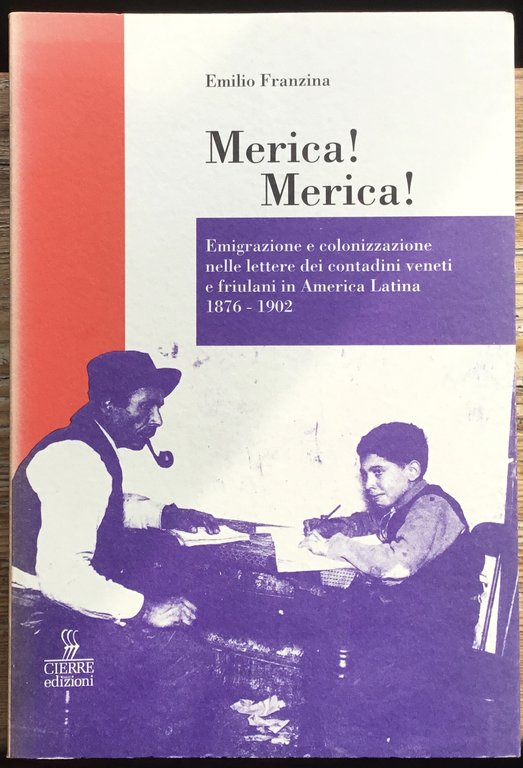 Emilio Franzina
Merica!
Merica!
Emigrazione e colonizzazione
nelle lettere dei contadini veneti
e friulani in America Latina
1876 - 1902
CIERRE
edizioni